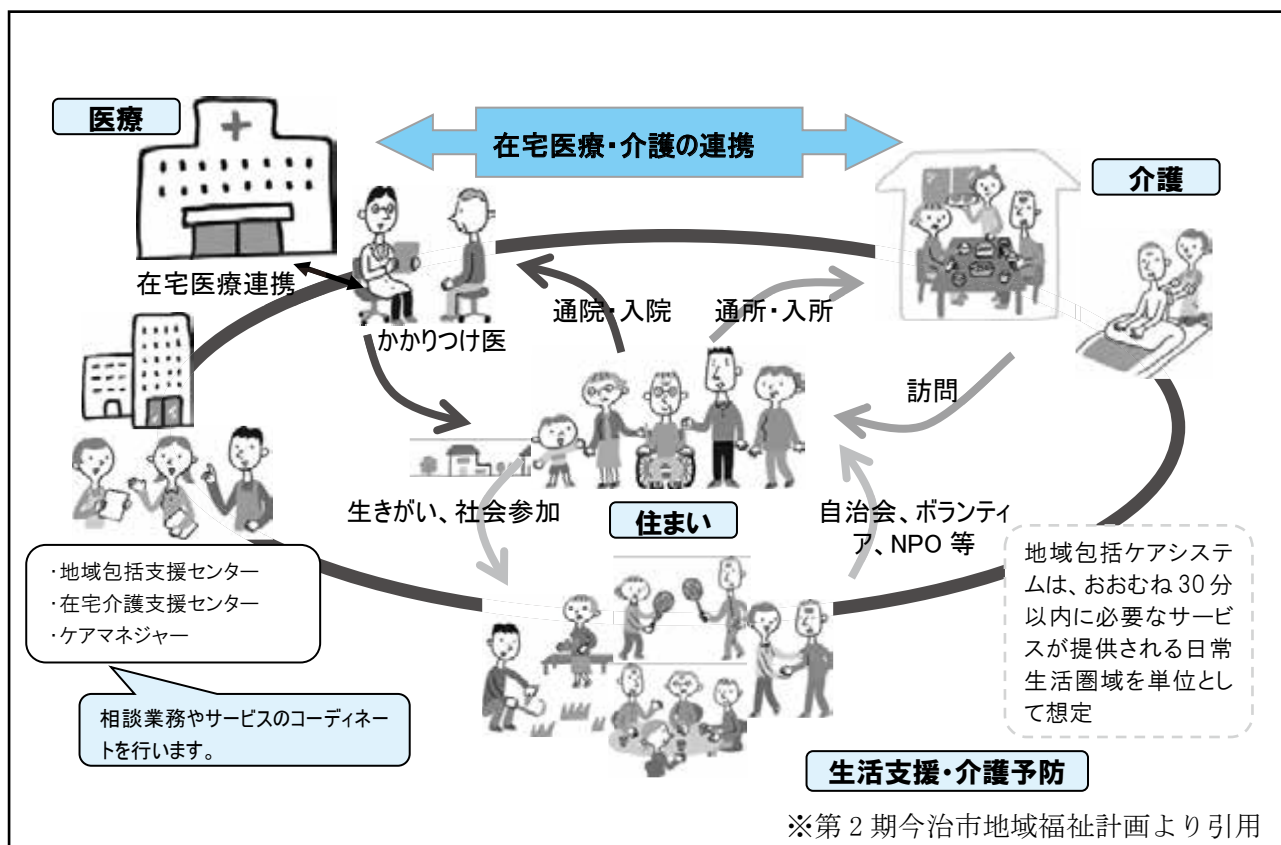 医療
在宅医療・介護の連携
介護
在宅医療連携
かかりつけ医
通院・入院
通所・入所
訪問
生きがい、社会参加
住まい
自治会、ボランティ
ア、NPO 等
・地域包括支援センター
・在宅介護支援センター
・ケアマネジャー
相談業務やサービスのコーディネー
トを行います。
地域包括ケアシステ
ムは、おおむね 30 分
以内に必要なサービ
スが提供される日常
生活圏域を単位とし
て想定
生活支援・介護予防
※第 2 期今治市地域福祉計画より引用